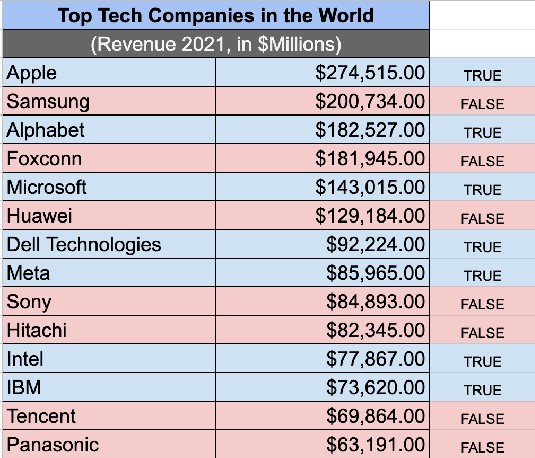 Top Tech Companies in the World
(Revenue 2021, in $Millions)
Apple $274,515.00 TRUE
Samsung $200,734.00 FALSE
Alphabet $182,527.00 TRUE
Foxconn $181,945.00 FALSE
Microsoft $143,015.00 TRUE
Huawei $129,184.00 FALSE
Dell Technologies $92,224.00 TRUE
Meta $85,965.00 TRUE
Sony $84,893.00 FALSE
Hitachi $82,345.00 FALSE
Intel $77,867.00 TRUE
IBM $73,620.00 TRUE
Tencent $69,864.00 FALSE
Panasonic $63,191.00 FALSE